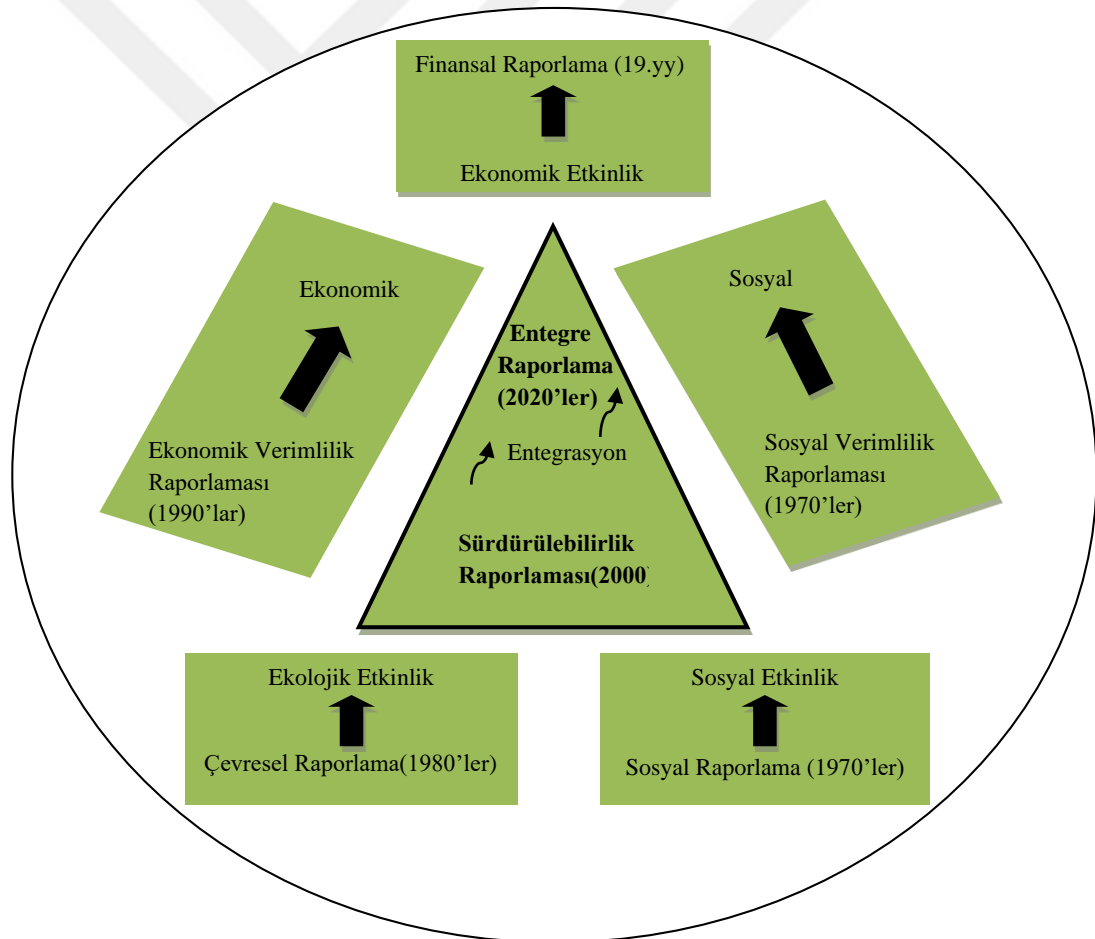 Finansal Raporlama (19.yy)
Ekonomik Etkinlik
Ekonomik
Ekonomik Verimlilik
Raporlaması
(1990’lar)
Sosyal
Sosyal Verimlilik
Raporlaması
(1970’ler)
Entegre
Raporlama
(2020’ler)
Entegrasyon
Sürdürülebilirlik
Raporlaması(2000)
Ekolojik Etkinlik
Çevresel Raporlama(1980’ler)
Sosyal Etkinlik
Sosyal Raporlama (1970’ler)